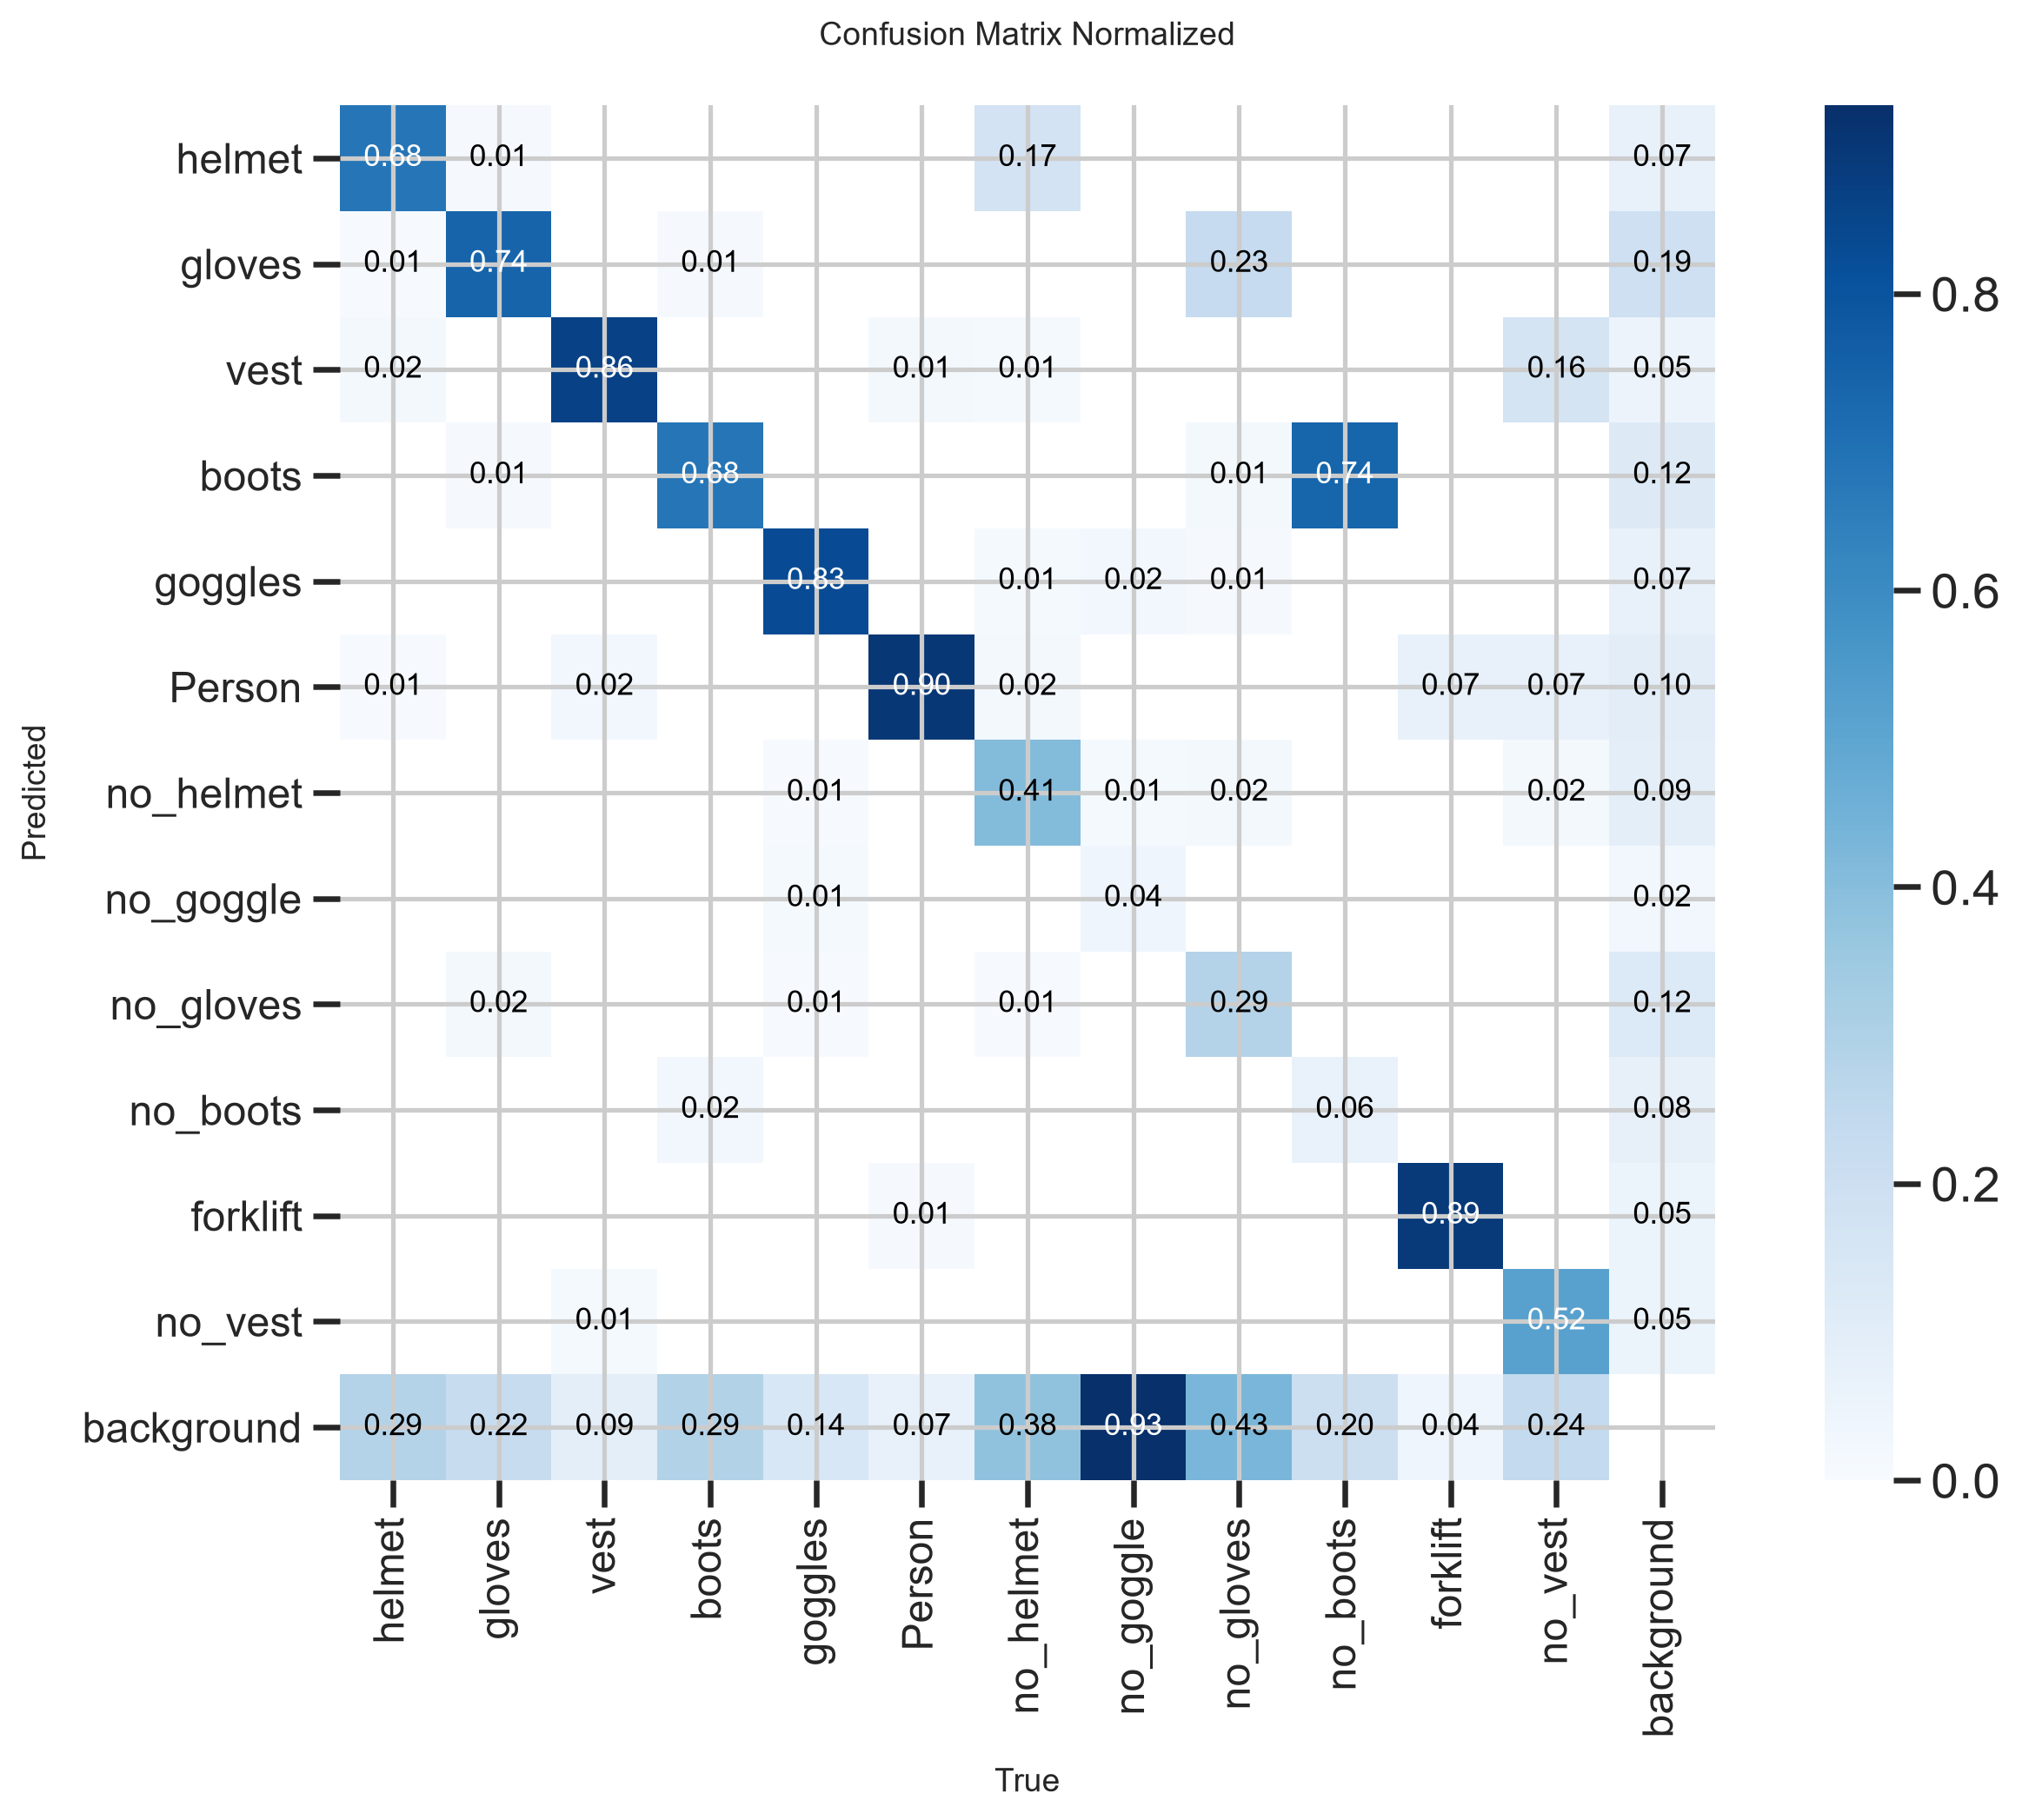 Confusion Matrix Normalized
helmet 0.68 0.01 0.17 0.07
gloves 0.01 0.74 0.01 0.23 0.19
0.8
vest 0.02 0.86 0.01 0.01 0.16 0.05
boots 0.01 0.68 0.01 0.74 0.12
goggles 0.83 0.01 0.02 0.01 0.07
0.6
Person 0.01 0.02 0.90 0.02 0.07 0.07 0.10
Predicted
no_helmet 0.01 0.41 0.01 0.02 0.02 0.09
0.4
no_goggle 0.01 0.04 0.02
no_gloves 0.02 0.01 0.01 0.29 0.12
no_boots 0.02 0.06 0.08
0.2
forklift 0.01 0.89 0.05
no_vest 0.01 0.52 0.05
background 0.29 0.22 0.09 0.29 0.14 0.07 0.38 0.93 0.43 0.20 0.04 0.24
0.0
helmet
gloves
vest
boots
goggles
Person
no_helmet
no_goggle
no_gloves
no_boots
forklift
no_vest
background
True